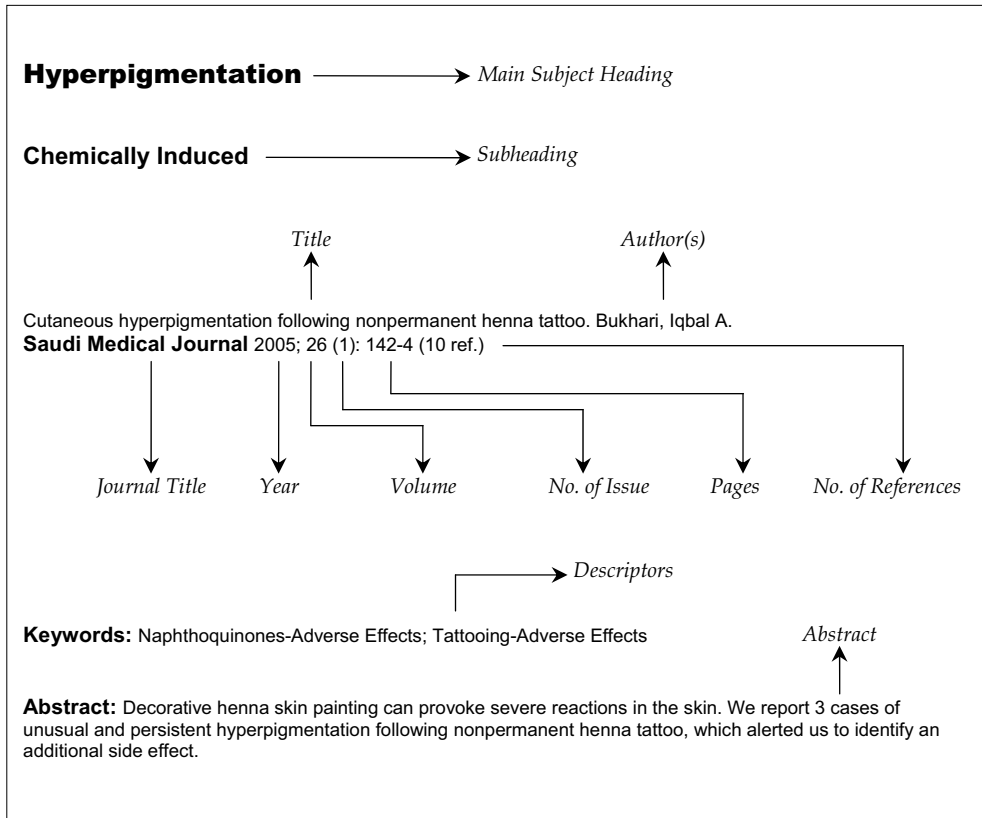 Hyperpigmentation Main Subject Heading
Chemically Induced Subheading
Title Author(s)
Cutaneous hyperpigmentation following nonpermanent henna tattoo. Bukhari, Iqbal A.
Saudi Medical Journal 2005; 26 (1): 142-4 (10 ref.)
Journal Title Year Volume No. of Issue Pages No. of References
Descriptors
Keywords: Naphthoquinones-Adverse Effects; Tattooing-Adverse Effects Abstract
Abstract: Decorative henna skin painting can provoke severe reactions in the skin. We report 3 cases of
unusual and persistent hyperpigmentation following nonpermanent henna tattoo, which alerted us to identify an
additional side effect.